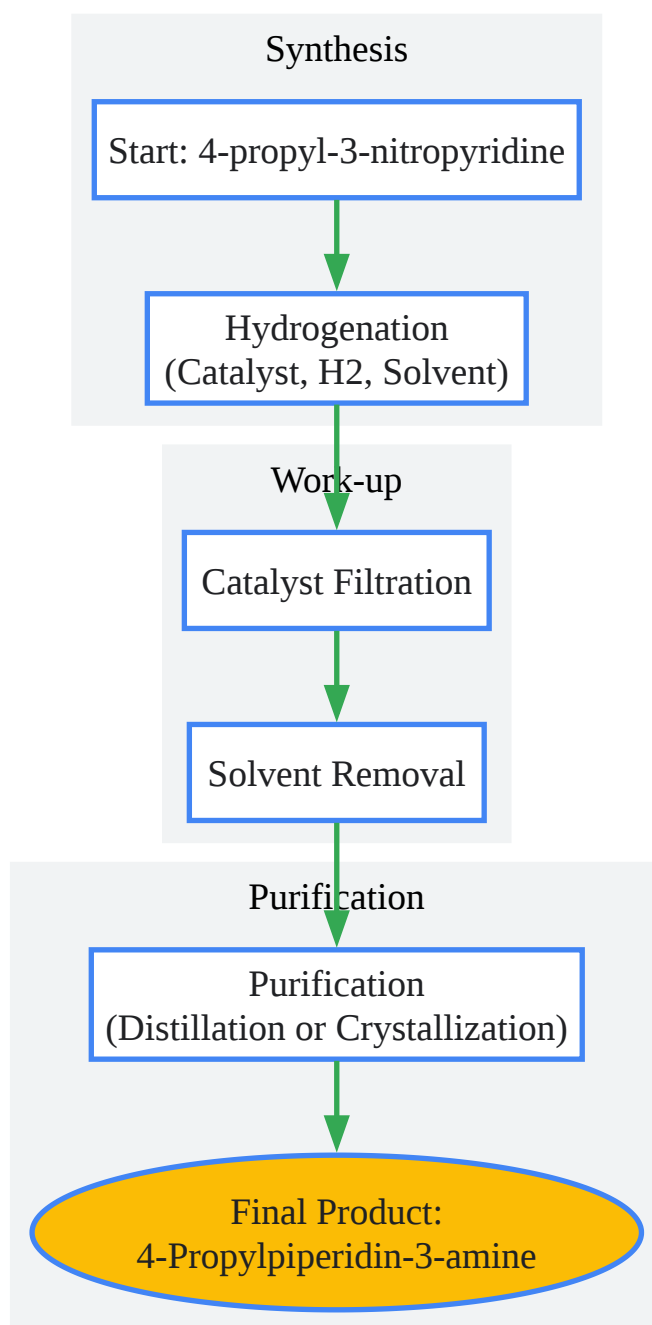 Synthesis
Start: 4-propyl-3-nitropyridine
Hydrogenation
(Catalyst, H2, Solvent)
Work-up
Catalyst Filtration
Solvent Removal
Purification
Purification
(Distillation or Crystallization)
Final Product:
4-Propylpiperidin-3-amine